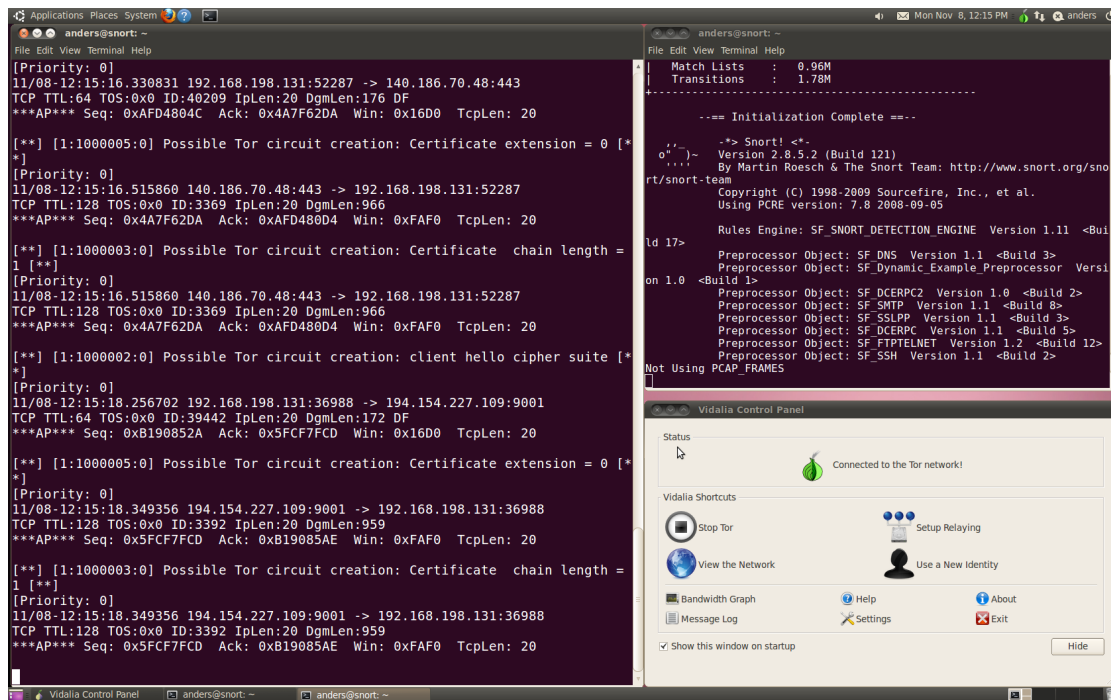 Applications Places System
Mon Nov 8, 12:15 PM anders
anders@snort: ~
File Edit View Terminal Help
[Priority: 0]
11/08-12:15:16.330831 192.168.198.131:52287 -> 140.186.70.48:443
TCP TTL:64 TOS:0x0 ID:40209 IpLen:20 DgmLen:176 DF
***AP*** Seq: 0xAFD4804C  Ack: 0x4A7F62DA  Win: 0x16D0  TcpLen: 20
[**] [1:1000005:0] Possible Tor circuit creation: Certificate extension = 0 [*
*]
[Priority: 0]
11/08-12:15:16.515860 140.186.70.48:443 -> 192.168.198.131:52287
TCP TTL:128 TOS:0x0 ID:3369 IpLen:20 DgmLen:966
***AP*** Seq: 0x4A7F62DA  Ack: 0xAFD480D4  Win: 0xFAF0  TcpLen: 20
[**] [1:1000003:0] Possible Tor circuit creation: Certificate  chain length =
1 [**]
[Priority: 0]
11/08-12:15:16.515860 140.186.70.48:443 -> 192.168.198.131:52287
TCP TTL:128 TOS:0x0 ID:3369 IpLen:20 DgmLen:966
***AP*** Seq: 0x4A7F62DA  Ack: 0xAFD480D4  Win: 0xFAF0  TcpLen: 20
[**] [1:1000002:0] Possible Tor circuit creation: client hello cipher suite [*
*]
[Priority: 0]
11/08-12:15:18.256702 192.168.198.131:36988 -> 194.154.227.109:9001
TCP TTL:64 TOS:0x0 ID:39442 IpLen:20 DgmLen:172 DF
***AP*** Seq: 0xB190852A  Ack: 0x5FCF7FCD  Win: 0x16D0  TcpLen: 20
[**] [1:1000005:0] Possible Tor circuit creation: Certificate extension = 0 [*
*]
[Priority: 0]
11/08-12:15:18.349356 194.154.227.109:9001 -> 192.168.198.131:36988
TCP TTL:128 TOS:0x0 ID:3392 IpLen:20 DgmLen:959
***AP*** Seq: 0x5FCF7FCD  Ack: 0xB19085AE  Win: 0xFAF0  TcpLen: 20
[**] [1:1000003:0] Possible Tor circuit creation: Certificate  chain length =
1 [**]
[Priority: 0]
11/08-12:15:18.349356 194.154.227.109:9001 -> 192.168.198.131:36988
TCP TTL:128 TOS:0x0 ID:3392 IpLen:20 DgmLen:959
***AP*** Seq: 0x5FCF7FCD  Ack: 0xB19085AE  Win: 0xFAF0  TcpLen: 20
anders@snort: ~
File Edit View Terminal Help
|   Match Lists    :   0.96M
|   Transitions    :   1.78M
+-------------------------------------------------
--== Initialization Complete ==--
,,_     -*> Snort! <*-
o"  )~   Version 2.8.5.2 (Build 121)
''''    By Martin Roesch & The Snort Team: http://www.snort.org/sno
rt/snort-team
Copyright (C) 1998-2009 Sourcefire, Inc., et al.
Using PCRE version: 7.8 2008-09-05
Rules Engine: SF_SNORT_DETECTION_ENGINE  Version 1.11  <Bui
ld 17>
Preprocessor Object: SF_DNS  Version 1.1  <Build 3>
Preprocessor Object: SF_Dynamic_Example_Preprocessor  Versi
on 1.0  <Build 1>
Preprocessor Object: SF_DCERPC2  Version 1.0  <Build 2>
Preprocessor Object: SF_SMTP  Version 1.1  <Build 8>
Preprocessor Object: SF_SSLPP  Version 1.1  <Build 3>
Preprocessor Object: SF_DCERPC  Version 1.1  <Build 5>
Preprocessor Object: SF_FTPTELNET  Version 1.2  <Build 12>
Preprocessor Object: SF_SSH  Version 1.1  <Build 2>
Not Using PCAP_FRAMES
Vidalia Control Panel
Status
Connected to the Tor network!
Vidalia Shortcuts
Stop Tor
Setup Relaying
View the Network
Use a New Identity
Bandwidth Graph
Help
About
Message Log
Settings
Exit
Show this window on startup
Hide
Vidalia Control Panel
anders@snort: ~
anders@snort: ~